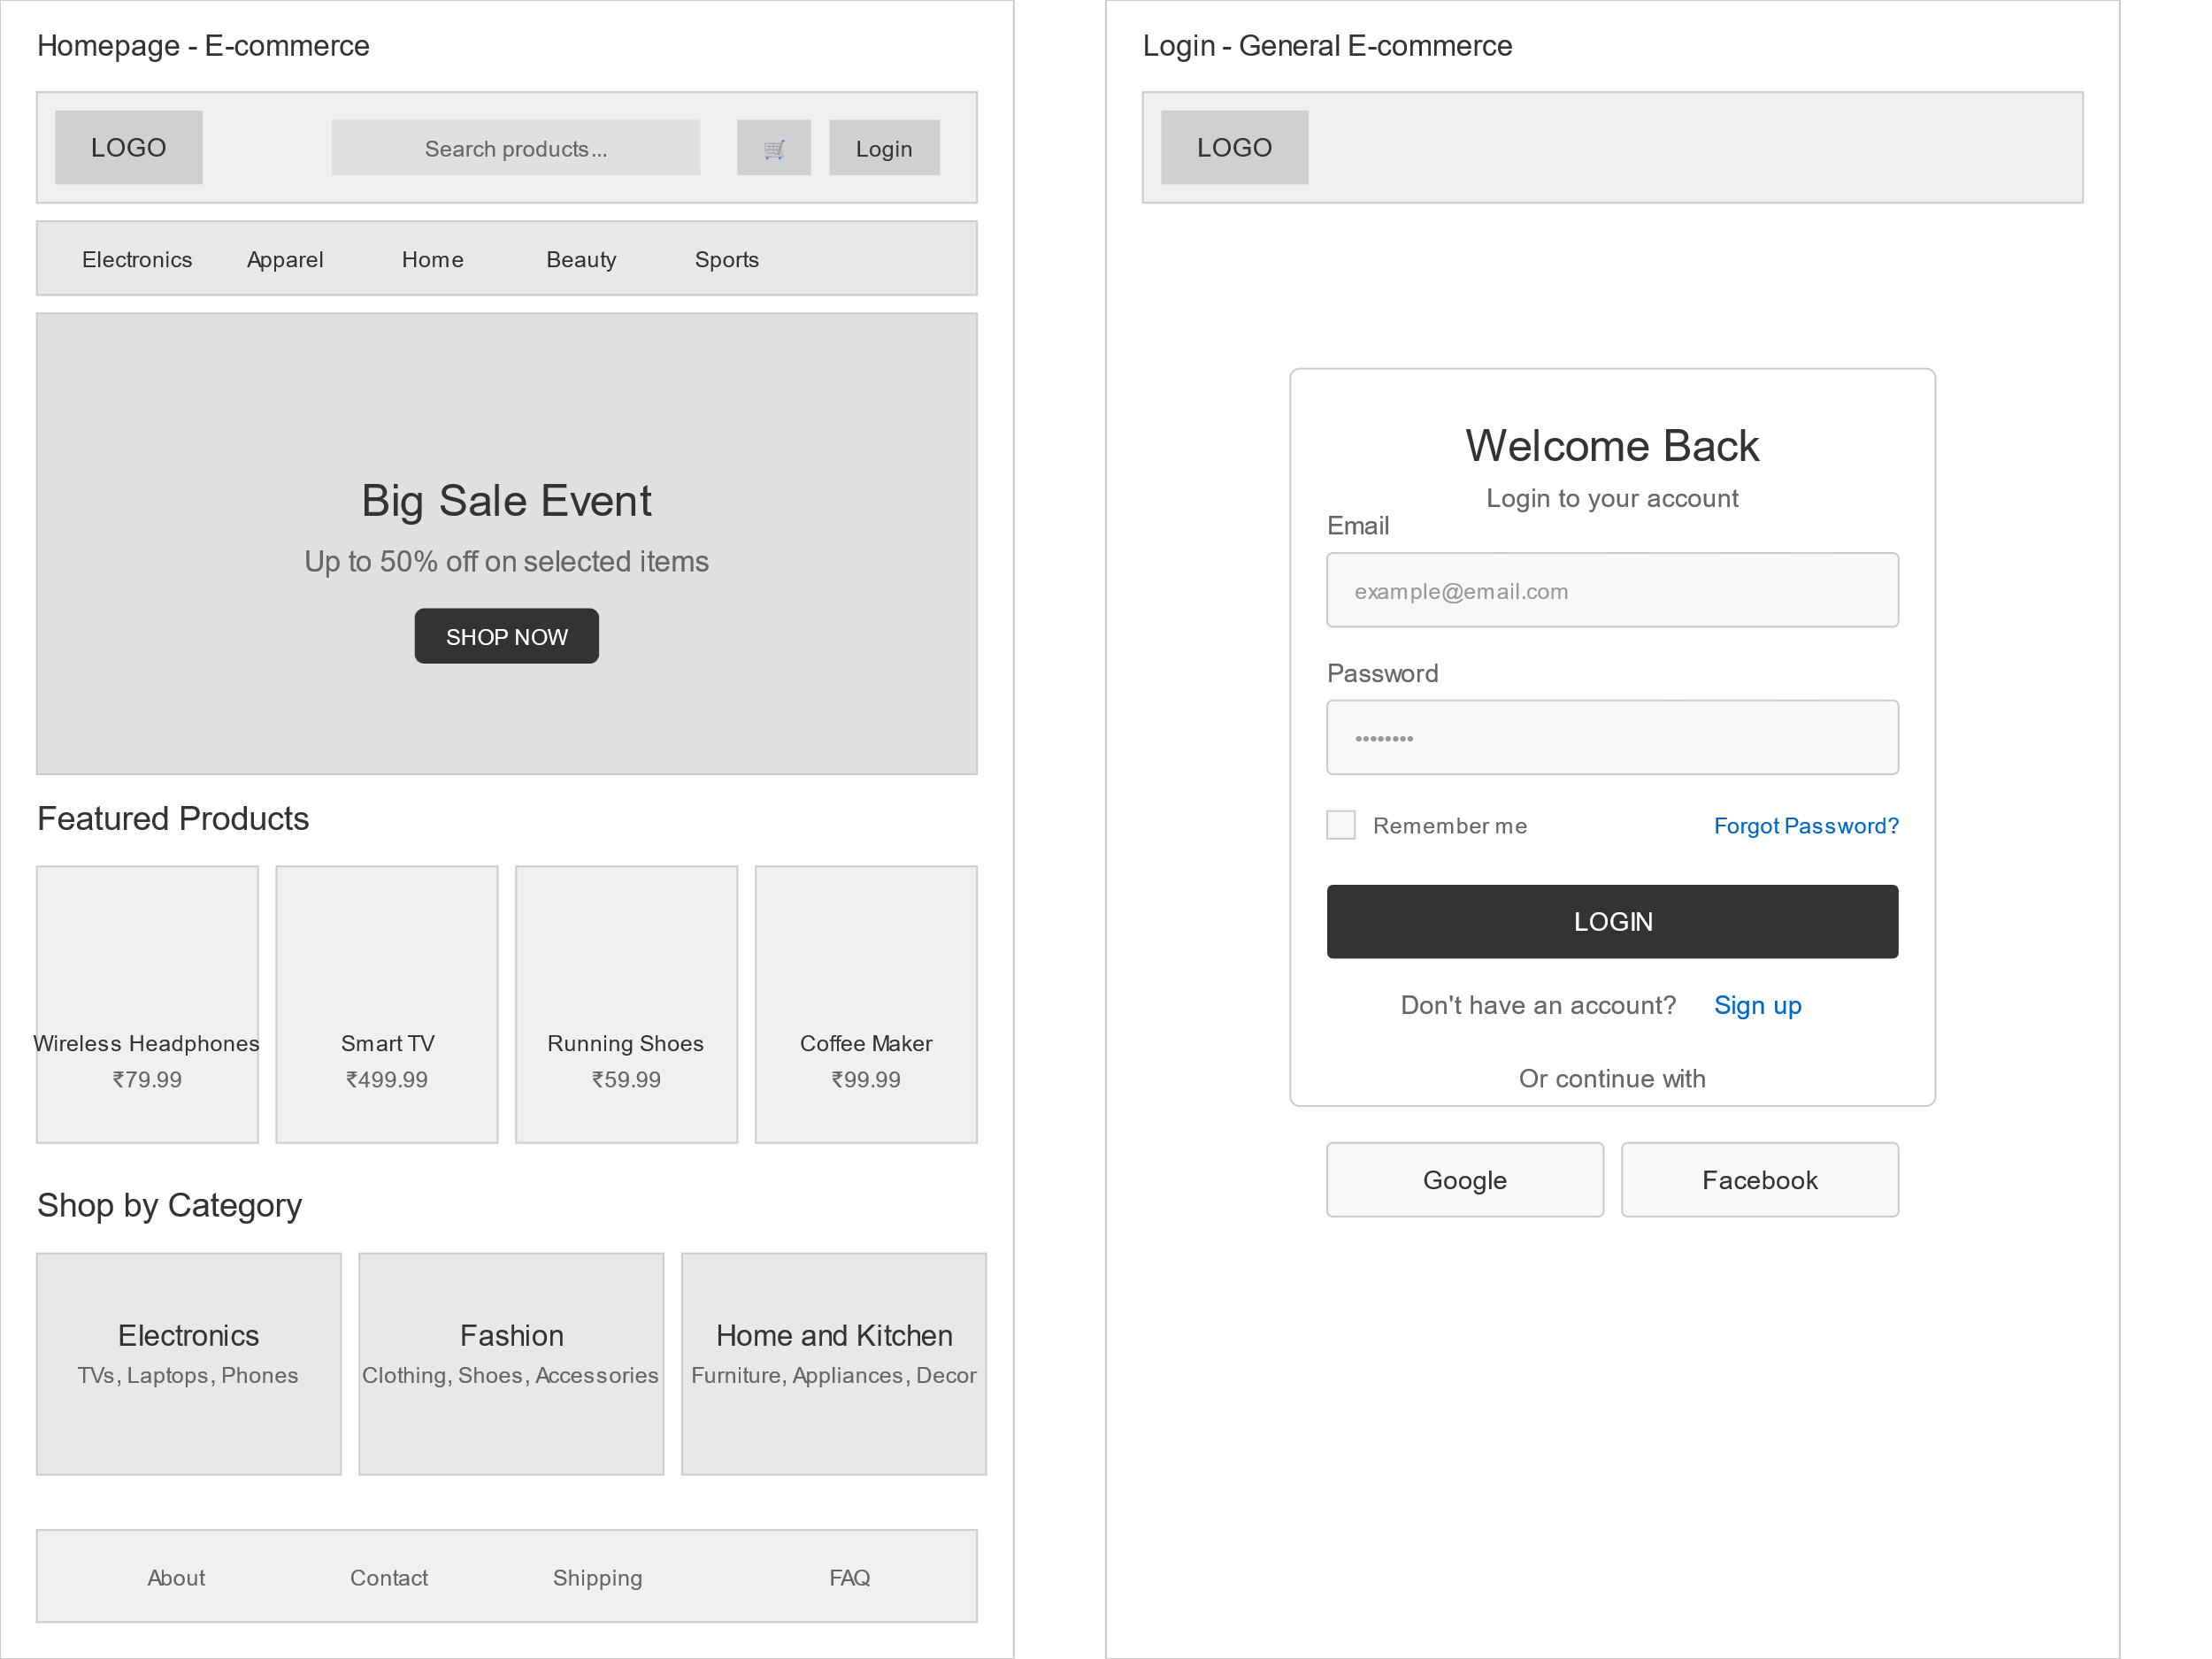 Homepage - E-commerce
LOGO
Search products...
Login
Electronics Apparel Home Beauty Sports
Big Sale Event
Up to 50% off on selected items
SHOP NOW
Featured Products
Wireless Headphones Smart TV Running Shoes Coffee Maker
₹79.99 ₹499.99 ₹59.99 ₹99.99
Shop by Category
Electronics Fashion Home and Kitchen
TVs, Laptops, Phones Clothing, Shoes, Accessories Furniture, Appliances, Decor
About Contact Shipping FAQ
Login - General E-commerce
LOGO
Welcome Back
Login to your account
Email
example@email.com
Password
••••••••
Remember me Forgot Password?
LOGIN
Don't have an account? Sign up
Or continue with
Google Facebook